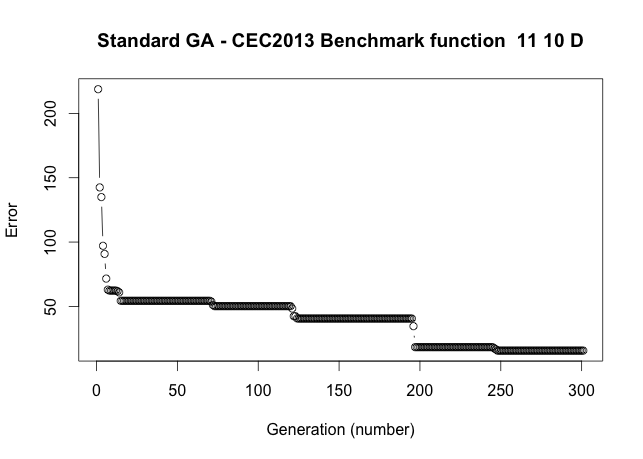 Standard GA - CEC2013 Benchmark function  11 10 D
Error
200
150
100
50
0 50 100 150 200 250 300
Generation (number)